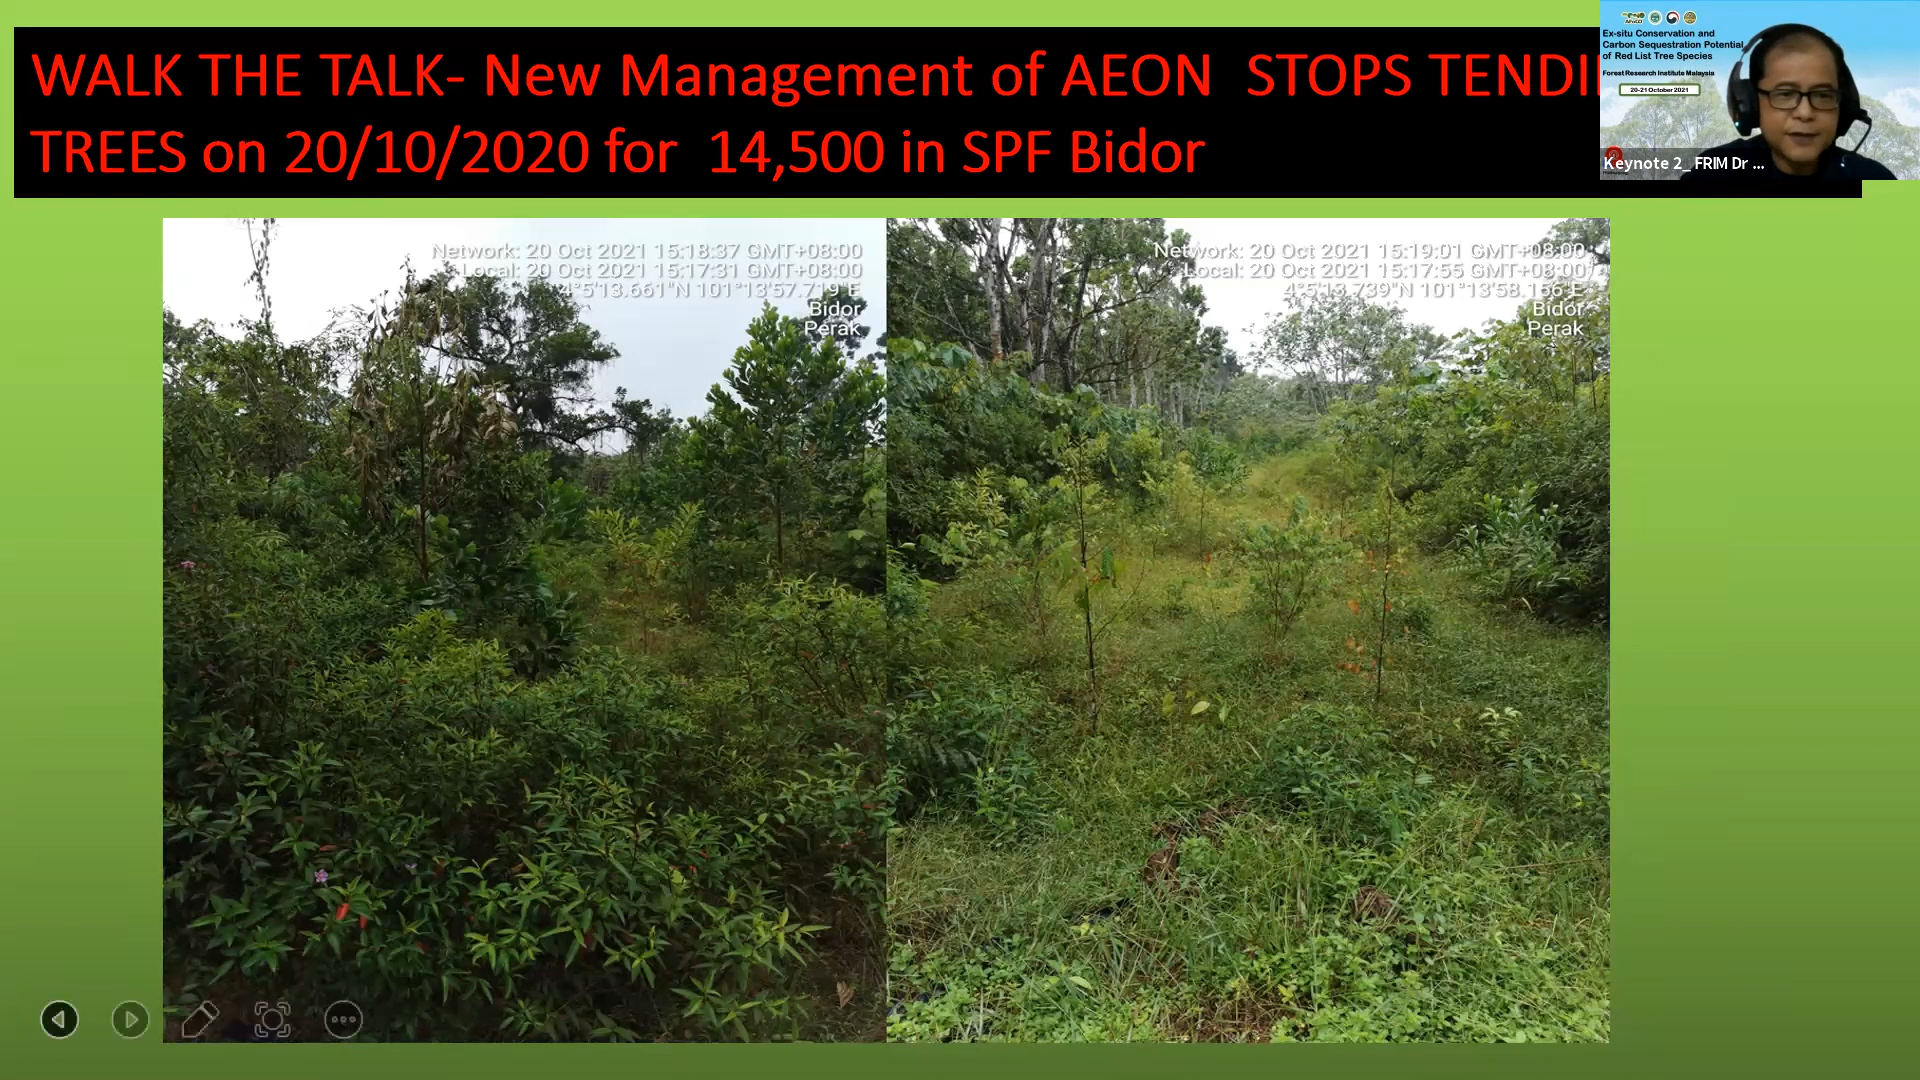 WALK THE TALK- New Management of AEON  STOPS TENDI
TREES on 20/10/2020 for  14,500 in SPF Bidor
Ex-situ Conservation and
Carbon Sequestration Potential
of Red List Tree Species
Forest Research Institute Malaysia
20-21 October 2021
Keynote 2_ FRIM Dr ...
Network: 20 Oct 2021 15:18:37 GMT+08:00
Local: 20 Oct 2021 15:17:31 GMT+08:00
4°5'13.661"N 101°13'57.719"E
Bidor
Perak
Network: 20 Oct 2021 15:19:01 GMT+08:00
Local: 20 Oct 2021 15:17:55 GMT+08:00
4°5'13.739"N 101°13'58.156"E
Bidor
Perak